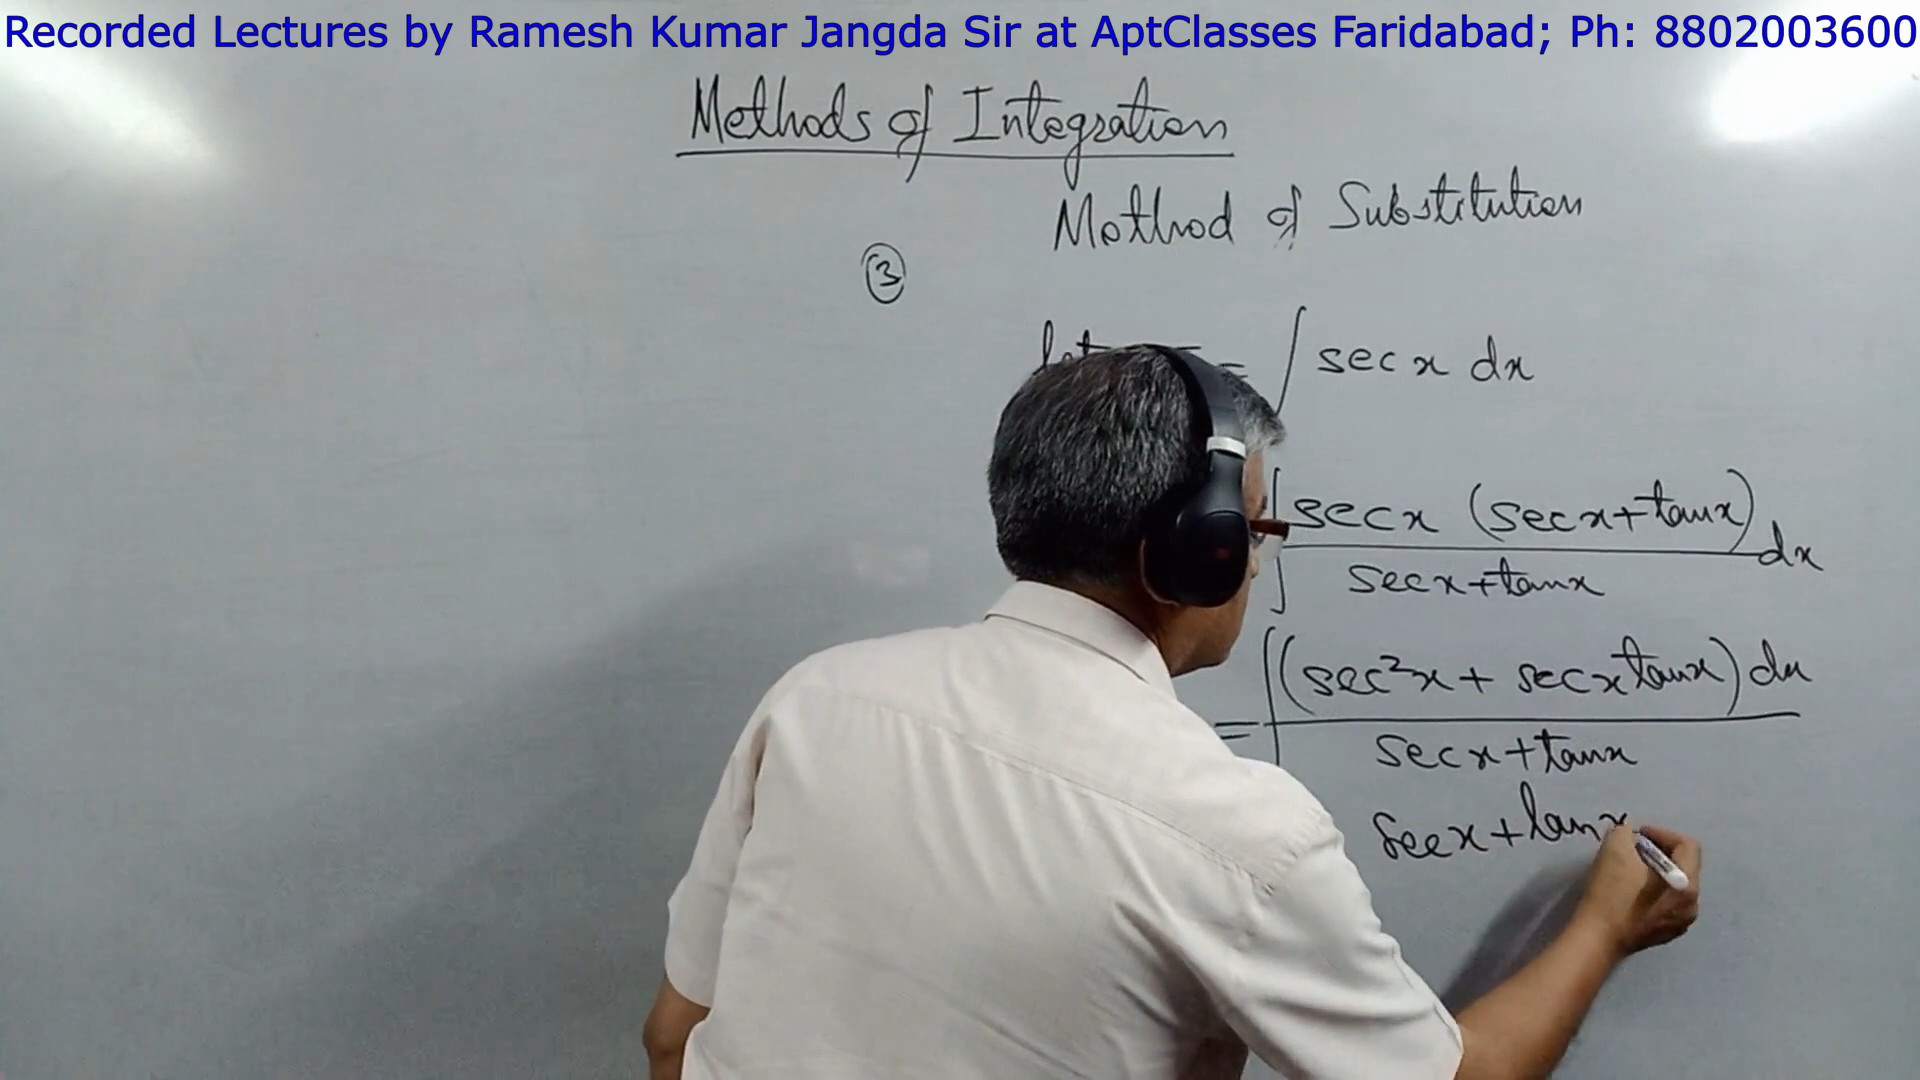 Recorded Lectures by Ramesh Kumar Jangda Sir at AptClasses Faridabad; Ph: 8802003600
Methods of Integration
Method of Substitution
③
= ∫ sec x dx
∫ sec x (sec x + tan x) dx
sec x + tan x
= ∫ (sec²x + sec x tan x) dx
sec x + tan x
sec x + tan x